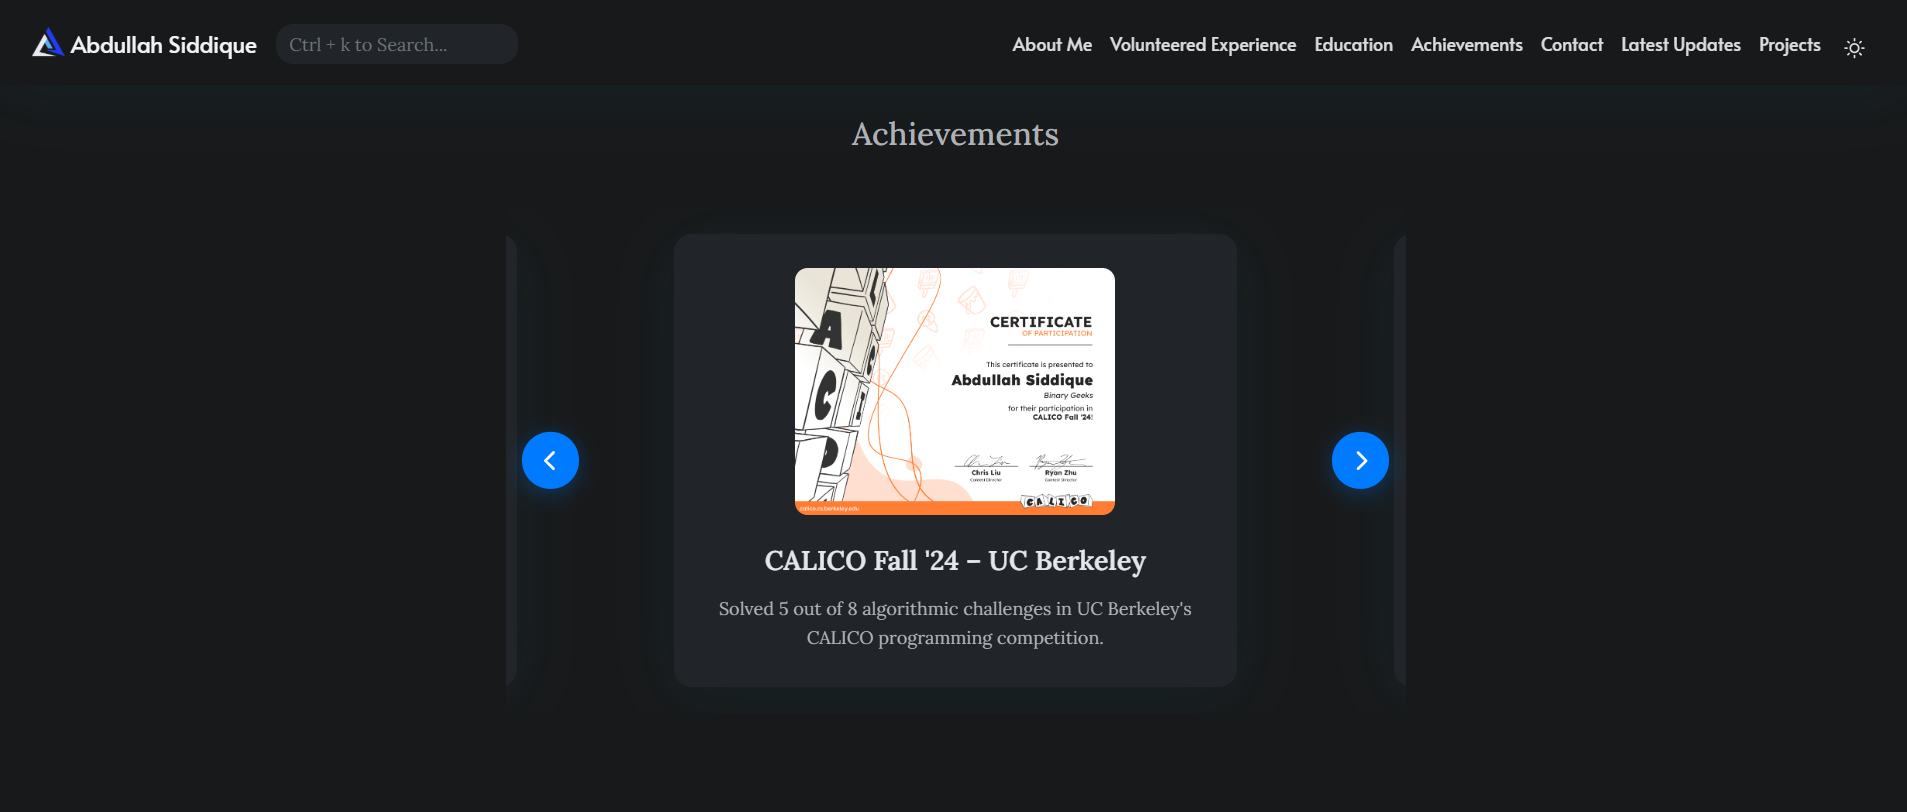 Abdullah Siddique
Ctrl + k to Search...
About Me
Volunteered Experience
Education
Achievements
Contact
Latest Updates
Projects
Achievements
A
C
CERTIFICATE
OF PARTICIPATION
This certificate is presented to
Abdullah Siddique
Binary Geeks
for their participation in
CALICO Fall '24!
Chris Liu
Ryan Zhu
Contest Director
Contest Director
CALICO
calico.cs.berkeley.edu
CALICO Fall '24 – UC Berkeley
Solved 5 out of 8 algorithmic challenges in UC Berkeley's
CALICO programming competition.